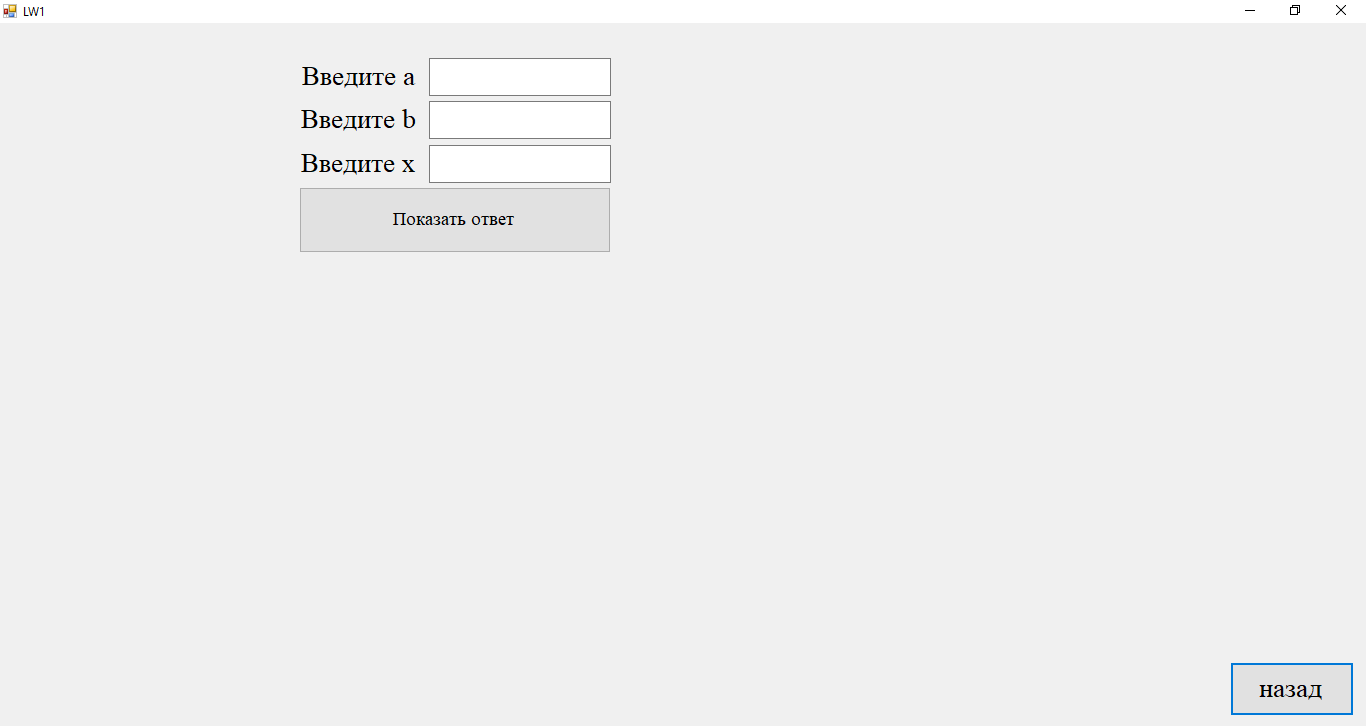 LW1
Введите a
Введите b
Введите x
Показать ответ
назад